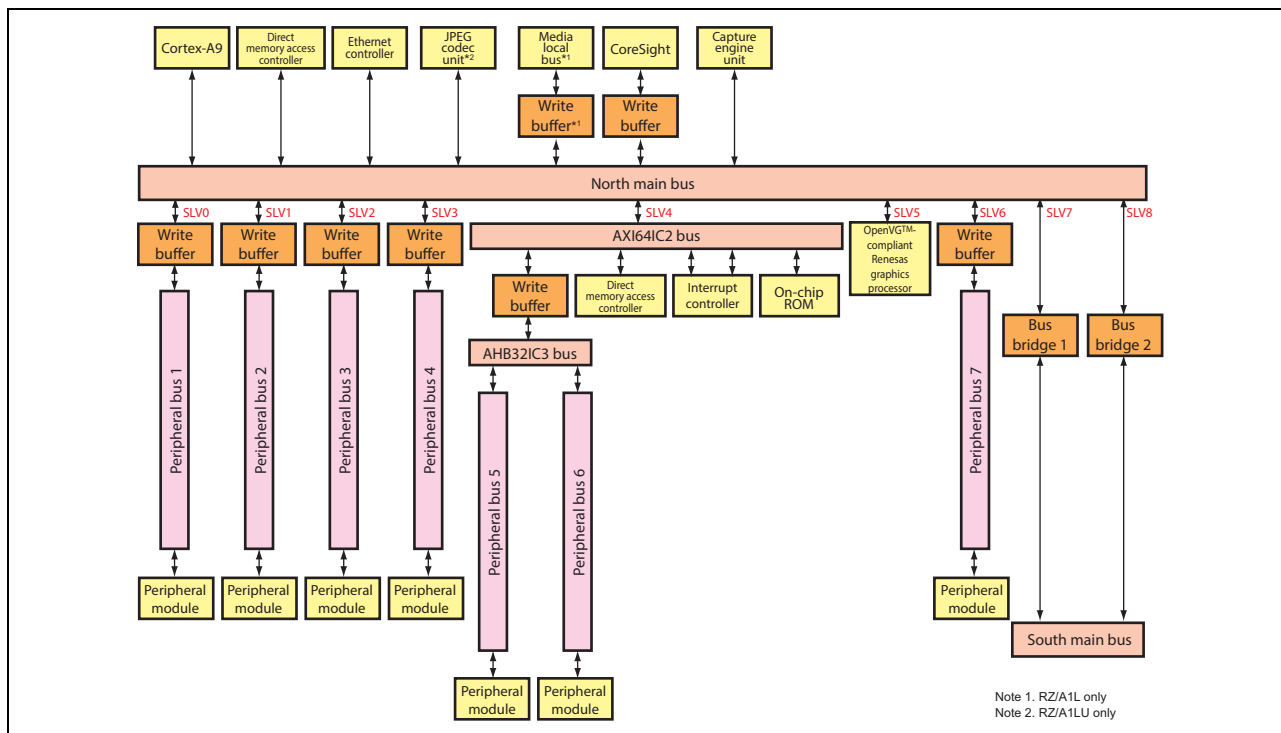 Cortex-A9
Direct
memory access
controller
Ethernet
controller
JPEG
codec
unit*2
Media
local
bus*1
CoreSight
Capture
engine
unit
Write
buffer*1
Write
buffer
North main bus
SLV0
SLV1
SLV2
SLV3
SLV4
SLV5
SLV6
SLV7
SLV8
Write
buffer
Write
buffer
Write
buffer
Write
buffer
AXI64IC2 bus
OpenVG™-
compliant
Renesas
graphics
processor
Write
buffer
Write
buffer
Direct
memory access
controller
Interrupt
controller
On-chip
ROM
AHB32IC3 bus
Bus
bridge 1
Bus
bridge 2
Peripheral bus 1
Peripheral bus 2
Peripheral bus 3
Peripheral bus 4
Peripheral bus 5
Peripheral bus 6
Peripheral bus 7
Peripheral
module
Peripheral
module
Peripheral
module
Peripheral
module
Peripheral
module
South main bus
Peripheral
module
Peripheral
module
Note 1. RZ/A1L only
Note 2. RZ/A1LU only